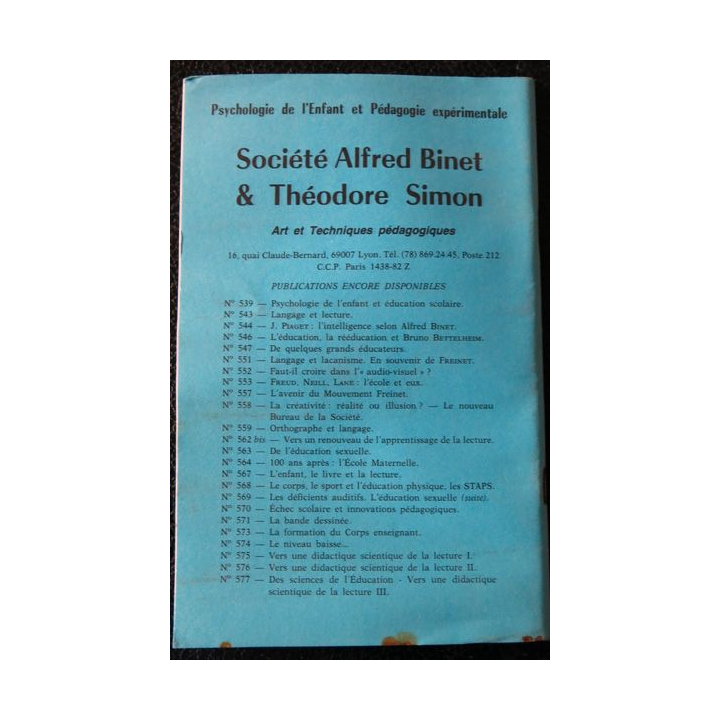 Psychologie de l'Enfant et Pédagogie expérimentale
Société Alfred Binet
& Théodore Simon
Art et Techniques pédagogiques
16, quai Claude-Bernard, 69007 Lyon. Tél. (78) 869.24.45, Poste 212
C.C.P. Paris 1438-82 Z
PUBLICATIONS ENCORE DISPONIBLES
N° 539 — Psychologie de l'enfant et éducation scolaire.
N° 543 — Langage et lecture.
N° 544 — J. PIAGET : l'intelligence selon Alfred BINET.
N° 546 — L'éducation, la rééducation et Bruno BETTELHEIM.
N° 547 — De quelques grands éducateurs.
N° 551 — Langage et lacanisme. En souvenir de FREINET.
N° 552 — Faut-il croire dans l'« audio-visuel » ?
N° 553 — FREUD, NEILL, LANE : l'école et eux.
N° 557 — L'avenir du Mouvement Freinet.
N° 558 — La créativité : réalité ou illusion ? — Le nouveau
Bureau de la Société.
N° 559 — Orthographe et langage.
N° 562 bis — Vers un renouveau de l'apprentissage de la lecture.
N° 563 — De l'éducation sexuelle.
N° 564 — 100 ans après : l'École Maternelle.
N° 567 — L'enfant, le livre et la lecture.
N° 568 — Le corps, le sport et l'éducation physique, les STAPS.
N° 569 — Les déficients auditifs. L'éducation sexuelle (suite).
N° 570 — Échec scolaire et innovations pédagogiques.
N° 571 — La bande dessinée.
N° 573 — La formation du Corps enseignant.
N° 574 — Le niveau baisse...
N° 575 — Vers une didactique scientique de la lecture I.
N° 576 — Vers une didactique scientique de la lecture II.
N° 577 — Des sciences de l'Éducation - Vers une didactique
scientique de la lecture III.